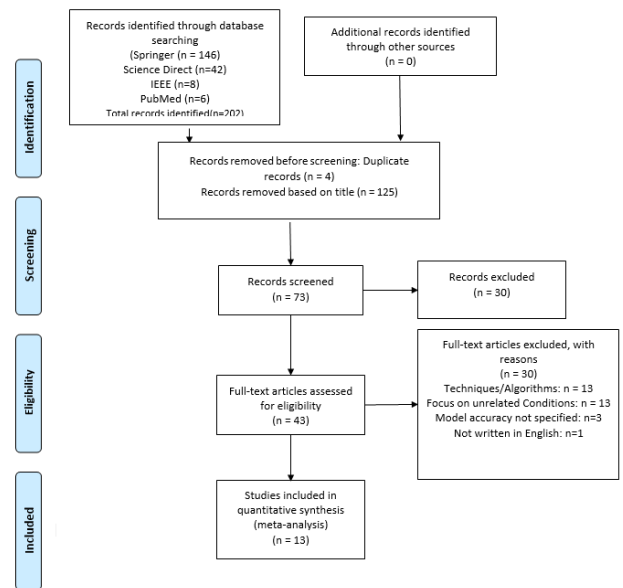 Identification
Records identified through database
searching
(Springer (n = 146)
Science Direct (n=42)
IEEE (n=8)
PubMed (n=6)
Total records identified(n=202)
Additional records identified
through other sources
(n = 0)
Records removed before screening: Duplicate
records (n = 4)
Records removed based on title (n = 125)
Screening
Records screened
(n = 73)
Records excluded
(n = 30)
Eligibility
Full-text articles assessed
for eligibility
(n = 43)
Full-text articles excluded, with
reasons
(n = 30)
Techniques/Algorithms: n = 13
Focus on unrelated Conditions: n = 13
Model accuracy not specified: n=3
Not written in English: n=1
Included
Studies included in
quantitative synthesis
(meta-analysis)
(n = 13)